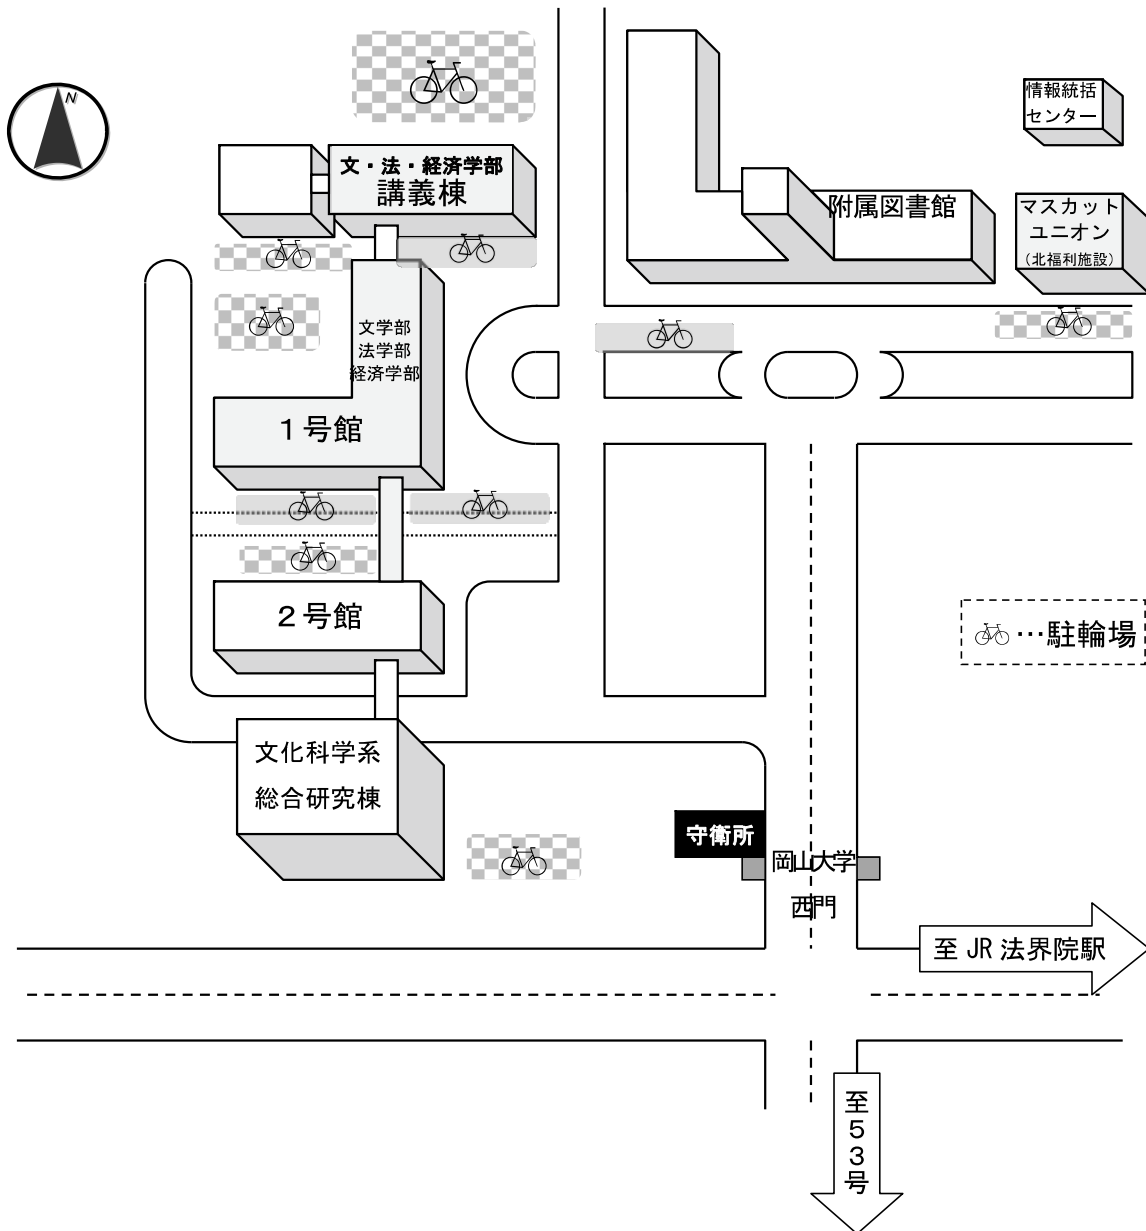 N
情報統括
センター
文・法・経済学部
講義棟
附属図書館
マスカット
ユニオン
（北福利施設）
文学部
法学部
経済学部
１号館
２号館
…駐輪場
文化科学系
総合研究棟
守衛所
岡山大学
西門
至 JR 法界院駅
至５３号